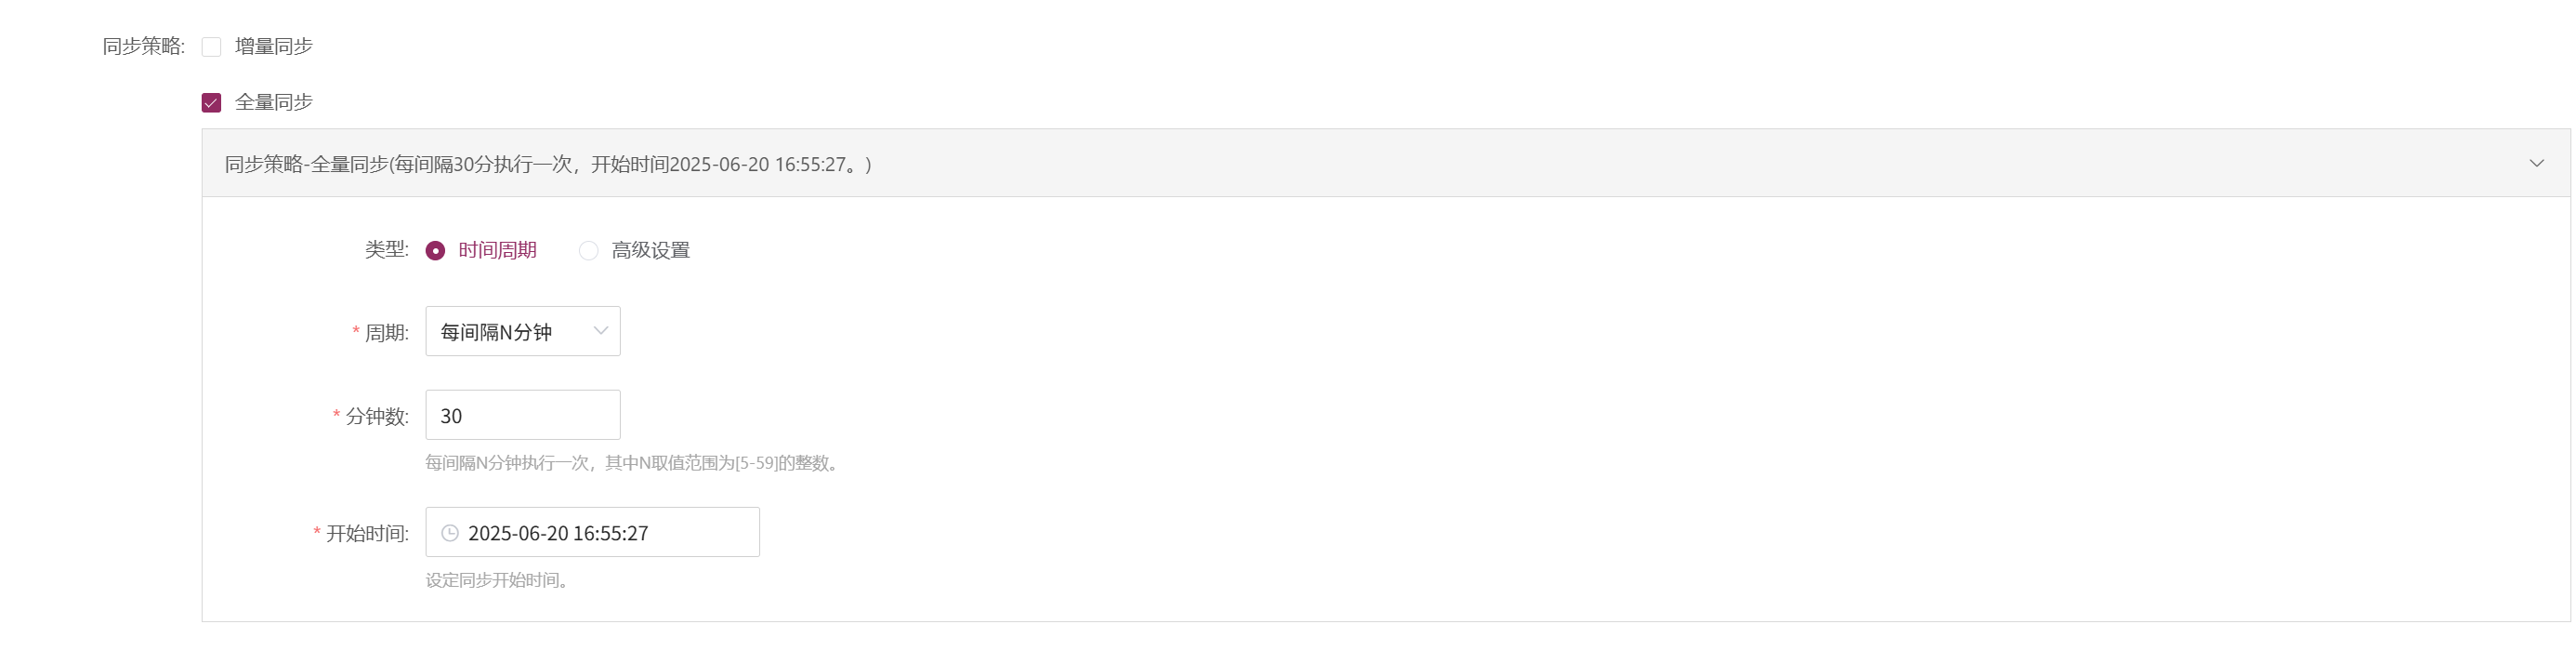 同步策略: 增量同步
全量同步
同步策略-全量同步(每间隔30分执行一次，开始时间2025-06-20 16:55:27。)
类型: 时间周期 高级设置
* 周期: 每间隔N分钟
* 分钟数: 30
每间隔N分钟执行一次，其中N取值范围为[5-59]的整数。
* 开始时间: 2025-06-20 16:55:27
设定同步开始时间。